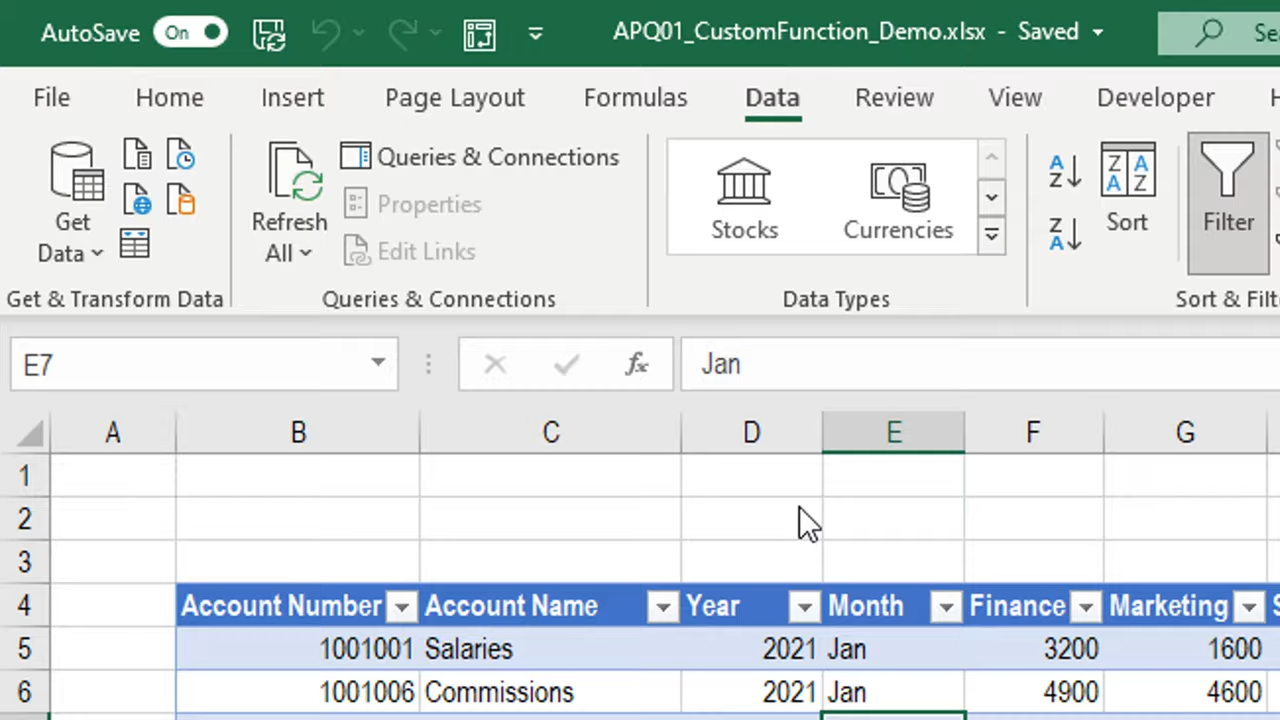 AutoSave On APQ01_CustomFunction_Demo.xlsx - Saved
File Home Insert Page Layout Formulas Data Review View Developer
Get Data
Refresh All
Queries & Connections
Properties
Edit Links
Stocks
Currencies
Sort
Filter
Get & Transform Data
Queries & Connections
Data Types
E7
fx
Jan
A B C D E F G
1
2
3
4 Account Number Account Name Year Month Finance Marketing
5 1001001 Salaries 2021 Jan 3200 1600
6 1001006 Commissions 2021 Jan 4900 4600